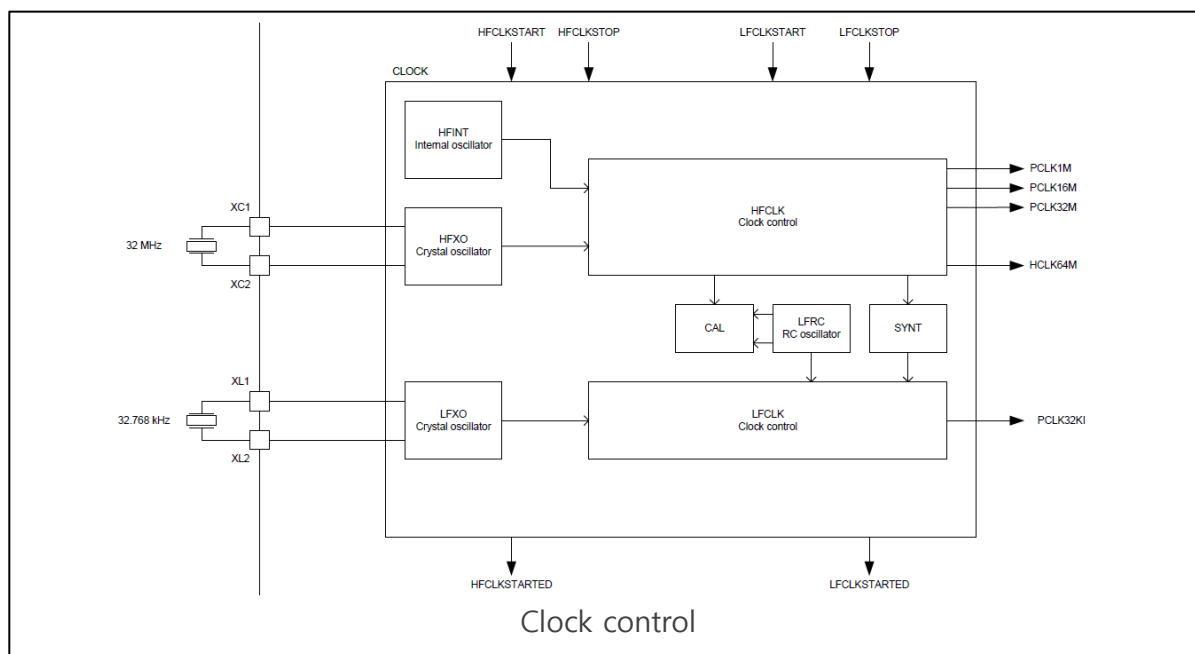 HFCLKSTART HFCLKSTOP LFCLKSTART LFCLKSTOP
CLOCK
HFINT
Internal oscillator
PCLK1M
PCLK16M
PCLK32M
HFCLK
Clock control
XC1
32 MHz
XC2
HFXO
Crystal oscillator
HCLK64M
CAL
LFRC
RC oscillator
SYNT
XL1
32.768 kHz
XL2
LFXO
Crystal oscillator
LFCLK
Clock control
PCLK32KI
HFCLKSTARTED LFCLKSTARTED
Clock control